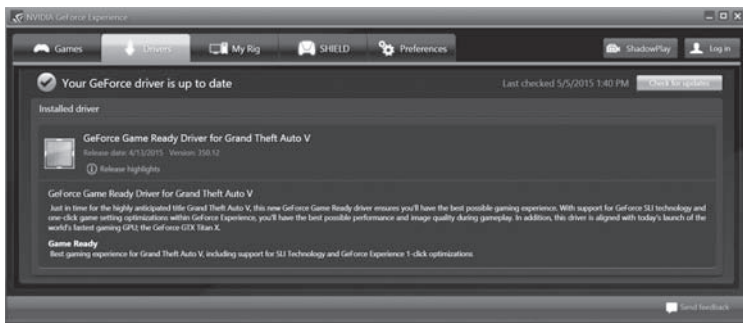 NVIDIA GeForce Experience
Games Drivers My Rig SHIELD Preferences ShadowPlay Log in
Your GeForce driver is up to date Last checked 5/5/2015 1:40 PM Check for updates
Installed driver
GeForce Game Ready Driver for Grand Theft Auto V
Release date: 4/13/2015 Version: 350.12
Release highlights
GeForce Game Ready Driver for Grand Theft Auto V
Just in time for the highly anticipated title Grand Theft Auto V, this new GeForce Game Ready driver ensures you'll have the best possible gaming experience. With support for GeForce SLI technology and
one-click game setting optimizations within GeForce Experience, you'll have the best possible performance and image quality during gameplay. In addition, this driver is aligned with today's launch of the
world's fastest gaming GPU, the GeForce GTX Titan X.
Game Ready
Best gaming experience for Grand Theft Auto V, including support for SLI Technology and GeForce Experience 1-click optimizations
Send feedback